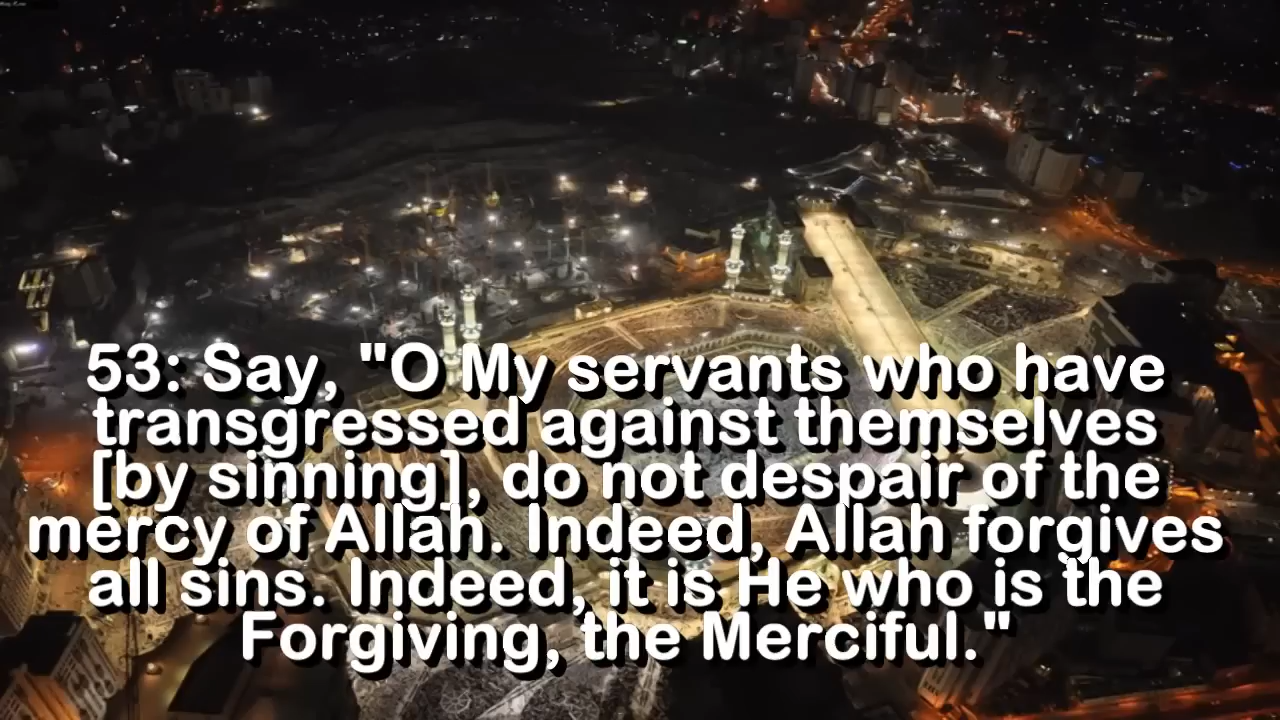 53: Say, "O My servants who have
transgressed against themselves
[by sinning], do not despair of the
mercy of Allah. Indeed, Allah forgives
all sins. Indeed, it is He who is the
Forgiving, the Merciful."